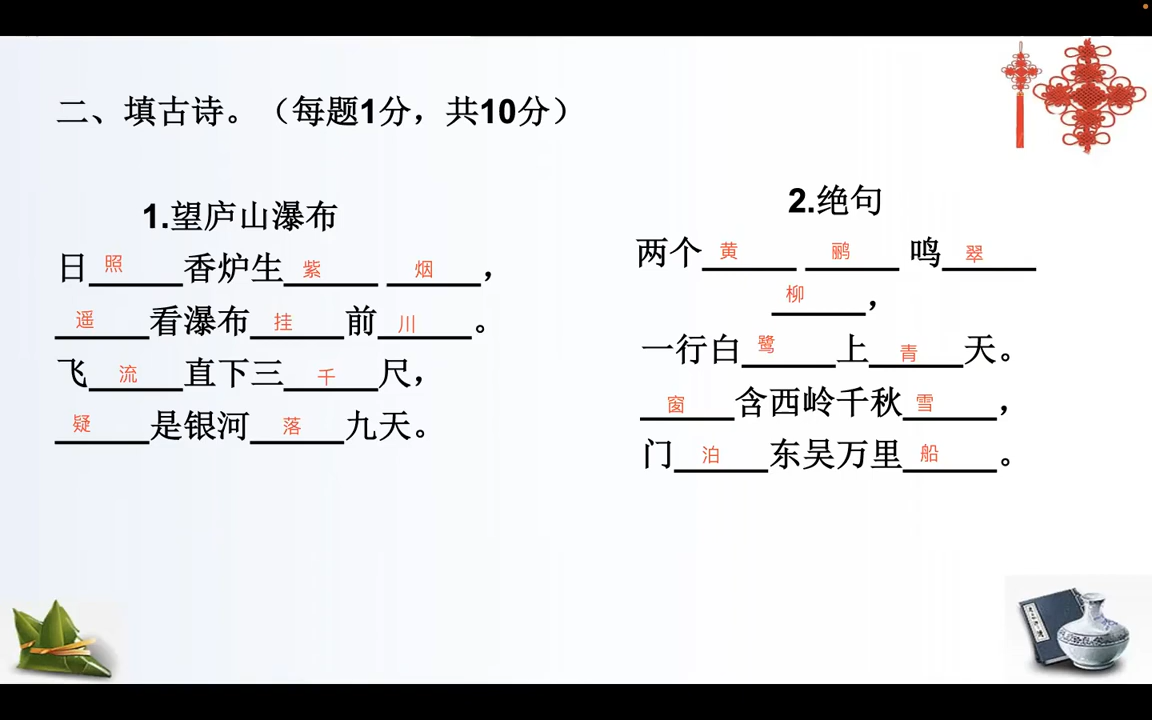 二、填古诗。（每题1分，共10分）
1.望庐山瀑布
日照香炉生紫 烟，
遥看瀑布挂前川。
飞流直下三千尺，
疑是银河落九天。
2.绝句
两个黄 鹂 鸣翠
柳，
一行白鹭上青天。
窗含西岭千秋雪，
门泊东吴万里船。